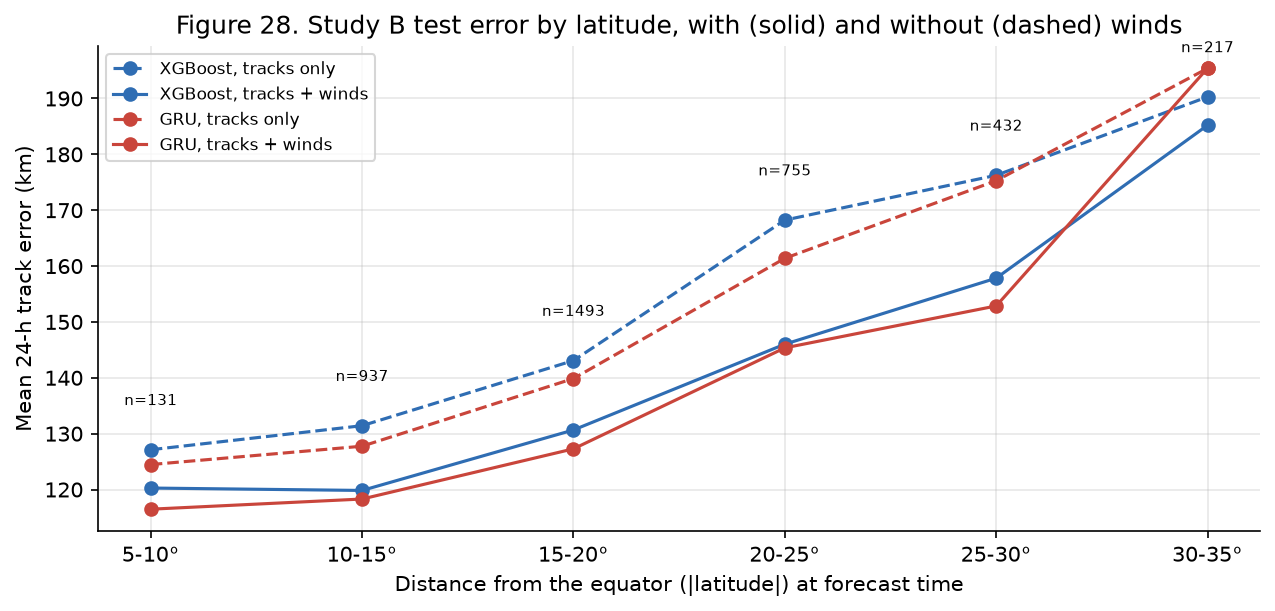 Figure 28. Study B test error by latitude, with (solid) and without (dashed) winds
XGBoost, tracks only
XGBoost, tracks + winds
GRU, tracks only
GRU, tracks + winds
n=131
n=937
n=1493
n=755
n=432
n=217
Mean 24-h track error (km)
190
180
170
160
150
140
130
120
5-10°
10-15°
15-20°
20-25°
25-30°
30-35°
Distance from the equator (|latitude|) at forecast time